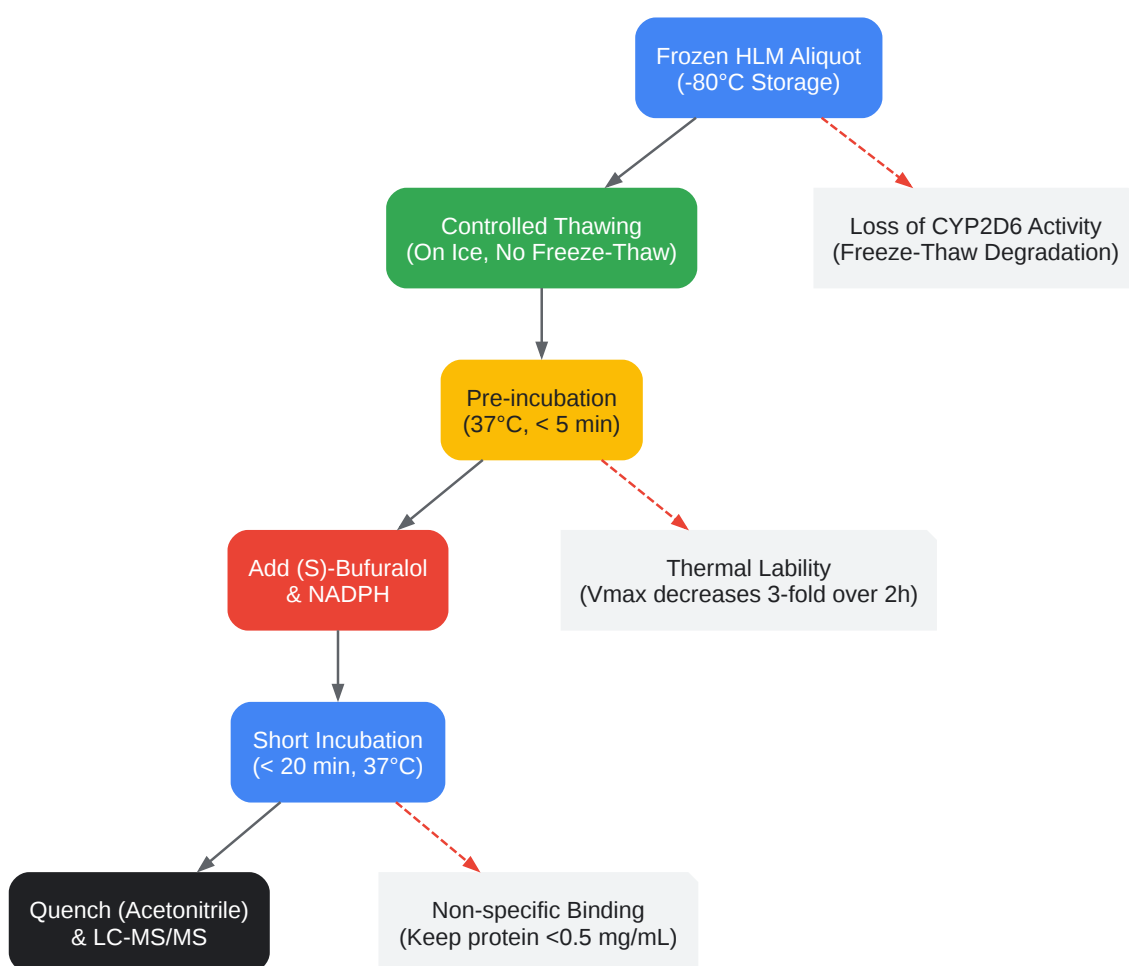 Frozen HLM Aliquot
(-80°C Storage)
Controlled Thawing
(On Ice, No Freeze-Thaw)
Loss of CYP2D6 Activity
(Freeze-Thaw Degradation)
Pre-incubation
(37°C, < 5 min)
Add (S)-Bufuralol
& NADPH
Thermal Lability
(Vmax decreases 3-fold over 2h)
Short Incubation
(< 20 min, 37°C)
Quench (Acetonitrile)
& LC-MS/MS
Non-specific Binding
(Keep protein <0.5 mg/mL)